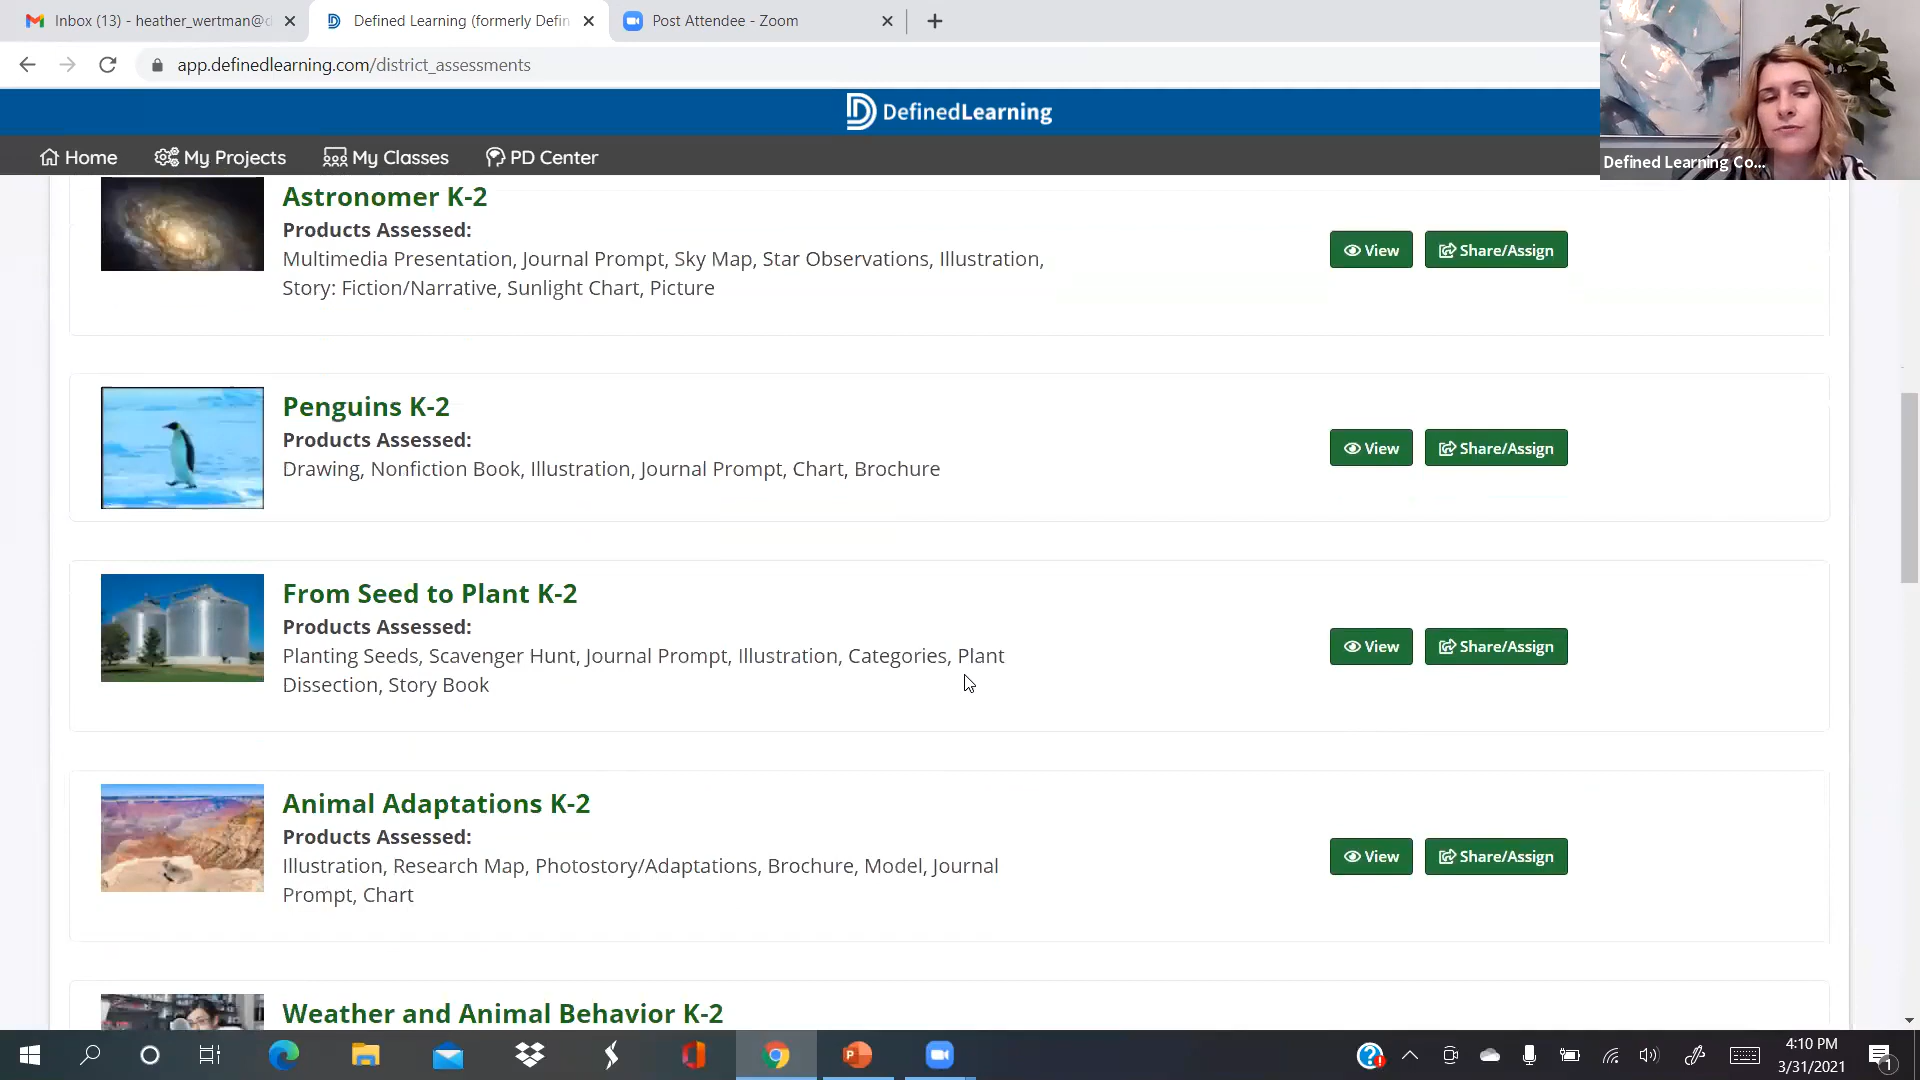 Inbox (13) - heather_wertman@d
Defined Learning (formerly Defin
Post Attendee - Zoom
app.definedlearning.com/district_assessments
DefinedLearning
Home
My Projects
My Classes
PD Center
Defined Learning Co...
Astronomer K-2
Products Assessed:
Multimedia Presentation, Journal Prompt, Sky Map, Star Observations, Illustration,
Story: Fiction/Narrative, Sunlight Chart, Picture
View
Share/Assign
Penguins K-2
Products Assessed:
Drawing, Nonfiction Book, Illustration, Journal Prompt, Chart, Brochure
View
Share/Assign
From Seed to Plant K-2
Products Assessed:
Planting Seeds, Scavenger Hunt, Journal Prompt, Illustration, Categories, Plant
Dissection, Story Book
View
Share/Assign
Animal Adaptations K-2
Products Assessed:
Illustration, Research Map, Photostory/Adaptations, Brochure, Model, Journal
Prompt, Chart
View
Share/Assign
Weather and Animal Behavior K-2
4:10 PM
3/31/2021
1